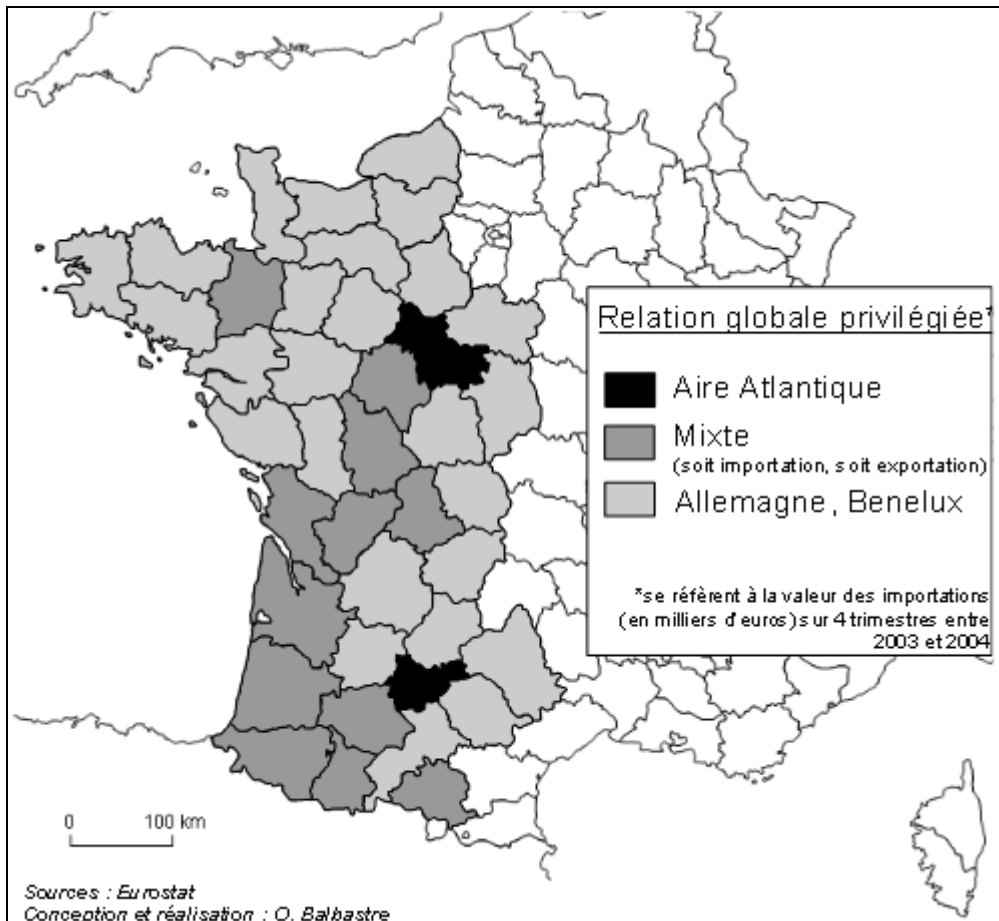 Relation globale privilégiée*
Aire Atlantique
Mixte
(soit importation, soit exportation)
Allemagne, Benelux
*se réfèrent à la valeur des importations
(en milliers d'euros) sur 4 trimestres entre
2003 et 2004
0 100 km
Sources : Eurostat
Conception et réalisation : O. Balbastre